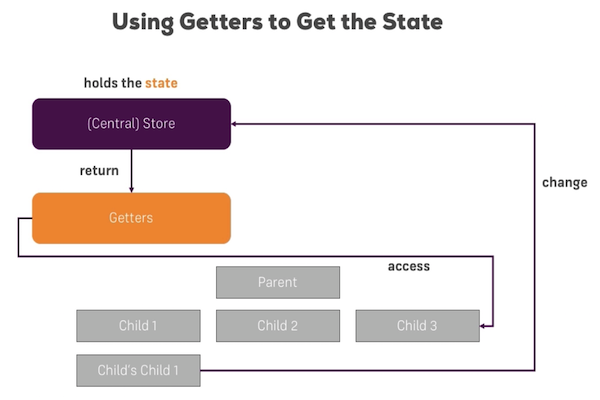 Using Getters to Get the State
holds the state
(Central) Store
return
change
Getters
access
Parent
Child 1
Child 2
Child 3
Child's Child 1